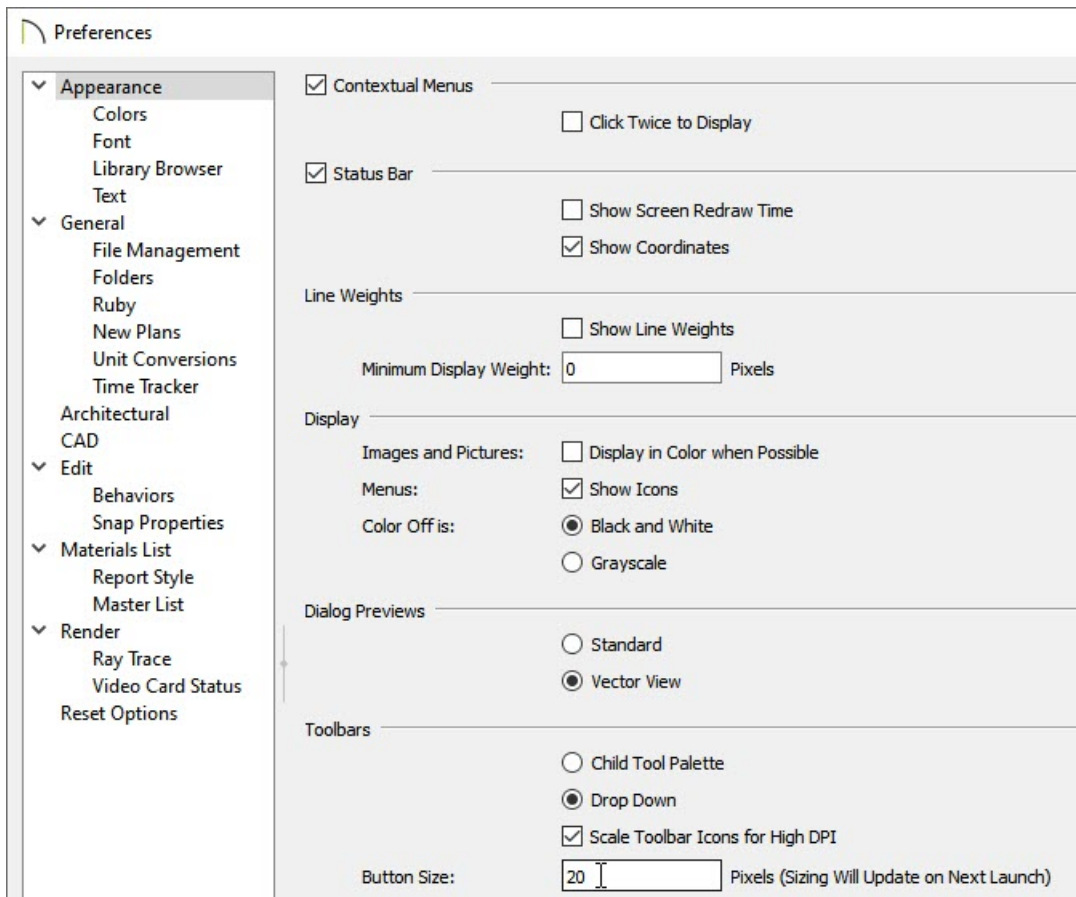 Preferences
Appearance
Colors
Font
Library Browser
Text
General
File Management
Folders
Ruby
New Plans
Unit Conversions
Time Tracker
Architectural
CAD
Edit
Behaviors
Snap Properties
Materials List
Report Style
Master List
Render
Ray Trace
Video Card Status
Reset Options
Contextual Menus
Click Twice to Display
Status Bar
Show Screen Redraw Time
Show Coordinates
Line Weights
Show Line Weights
Minimum Display Weight: 0 Pixels
Display
Images and Pictures: Display in Color when Possible
Menus: Show Icons
Color Off is: Black and White
Grayscale
Dialog Previews
Standard
Vector View
Toolbars
Child Tool Palette
Drop Down
Scale Toolbar Icons for High DPI
Button Size: 20 Pixels (Sizing Will Update on Next Launch)